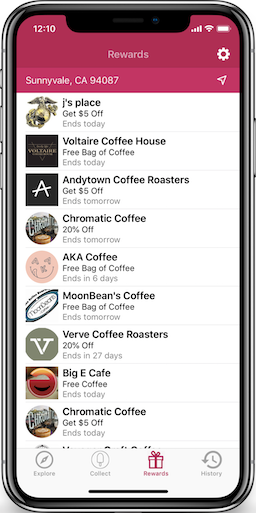 12:10
Rewards
Sunnyvale, CA 94087
j's place
Get $5 Off
Ends today
VOLTAIRE
Voltaire Coffee House
Free Bag of Coffee
Ends today
Andytown Coffee Roasters
Get $5 Off
Ends tomorrow
Chromatic Coffee
20% Off
Ends tomorrow
AKA Coffee
Free Bag of Coffee
Ends in 6 days
moonbeans
MoonBean's Coffee
Free Bag of Coffee
Ends tomorrow
Verve Coffee Roasters
20% Off
Ends in 27 days
Big E Cafe
Free Coffee
Ends today
Chromatic Coffee
Get $5 Off
Ends today
Explore
Collect
Rewards
History